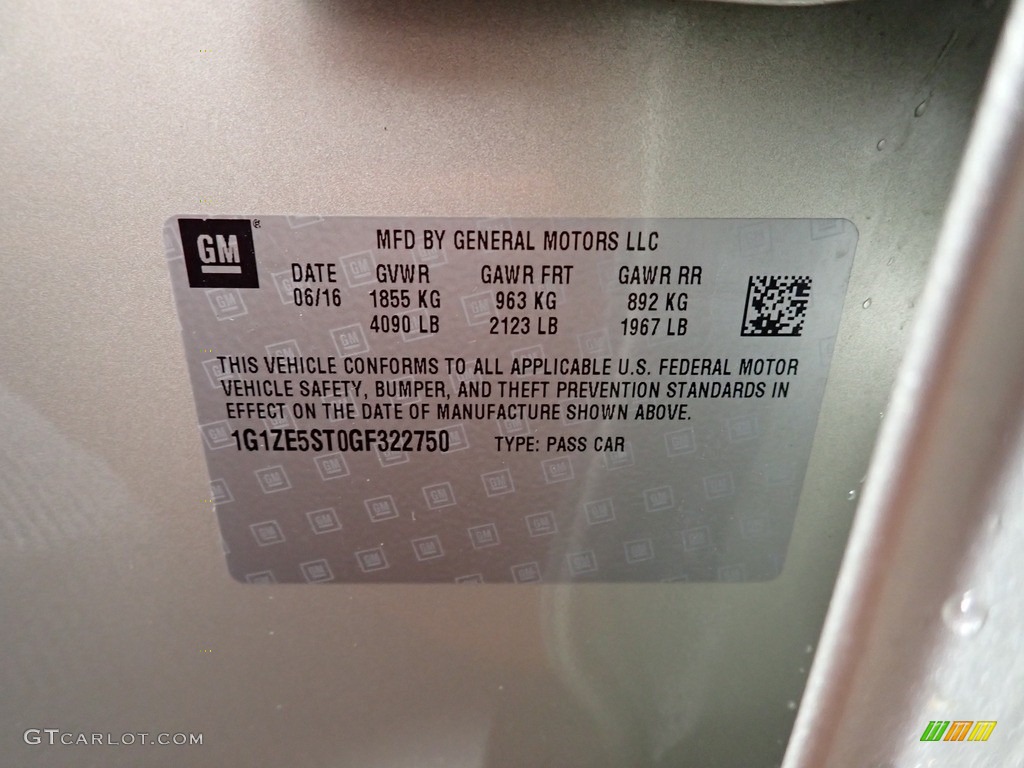 GM
MFD BY GENERAL MOTORS LLC
DATE GVWR GAWR FRT GAWR RR
06/16 1855 KG 963 KG 892 KG
4090 LB 2123 LB 1967 LB
THIS VEHICLE CONFORMS TO ALL APPLICABLE U.S. FEDERAL MOTOR
VEHICLE SAFETY, BUMPER, AND THEFT PREVENTION STANDARDS IN
EFFECT ON THE DATE OF MANUFACTURE SHOWN ABOVE.
1G1ZE5ST0GF322750 TYPE: PASS CAR
GTCARLOT.COM